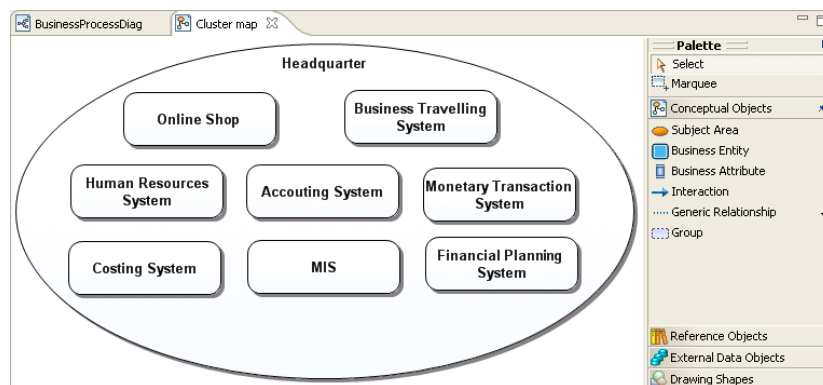 BusinessProcessDiag
Cluster map
Headquarter
Online Shop
Business Travelling
System
Human Resources
System
Accouting System
Monetary Transaction
System
Costing System
MIS
Financial Planning
System
Palette
Select
Marquee
Conceptual Objects
Subject Area
Business Entity
Business Attribute
Interaction
Generic Relationship
Group
Reference Objects
External Data Objects
Drawing Shapes